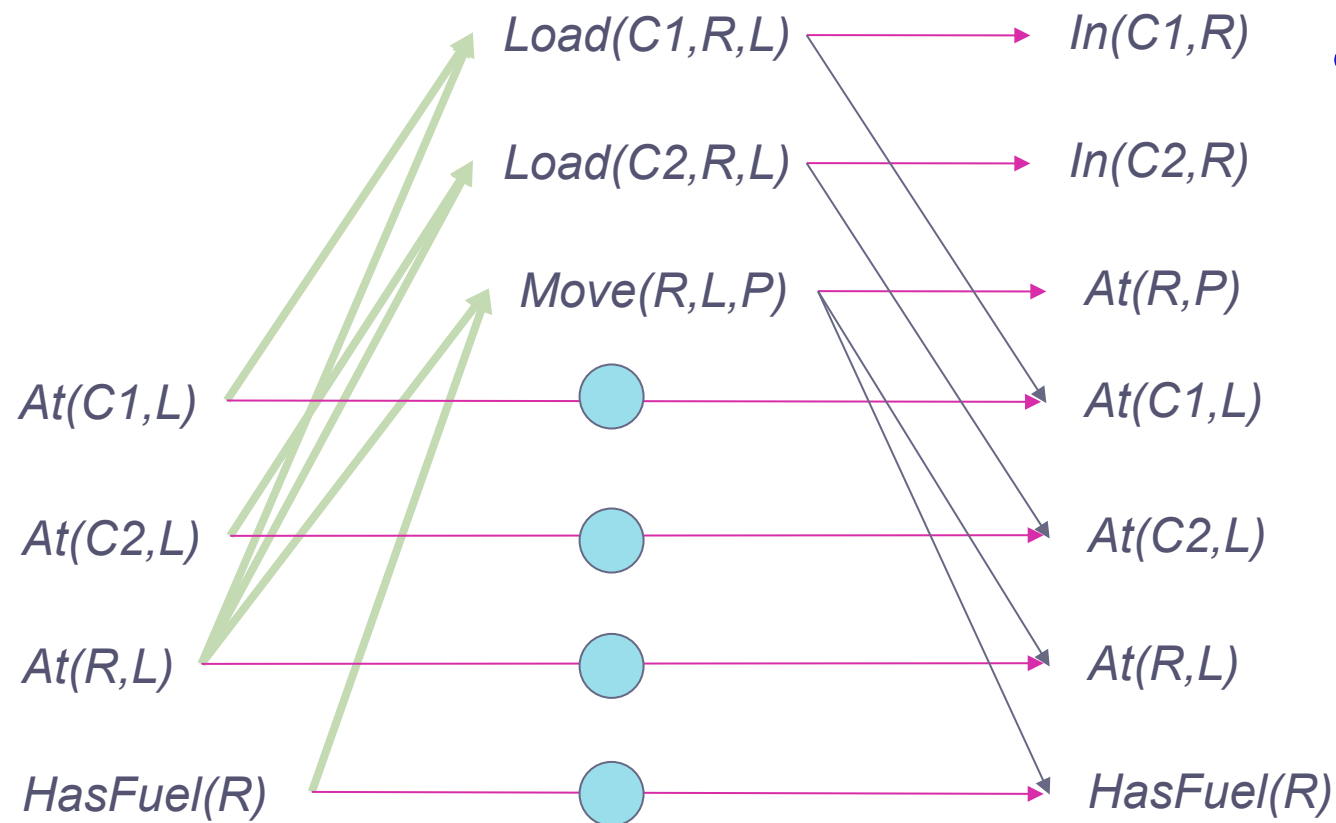 Load(C1,R,L) In(C1,R)
Load(C2,R,L) In(C2,R)
Move(R,L,P) At(R,P)
At(C1,L) At(C1,L)
At(C2,L) At(C2,L)
At(R,L) At(R,L)
HasFuel(R) HasFuel(R)